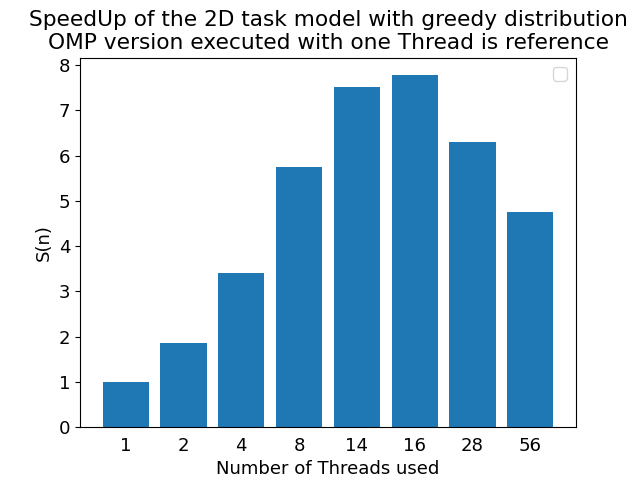 SpeedUp of the 2D task model with greedy distribution
OMP version executed with one Thread is reference
8
7
6
5
4
3
2
1
0
S(n)
1 2 4 8 14 16 28 56
Number of Threads used